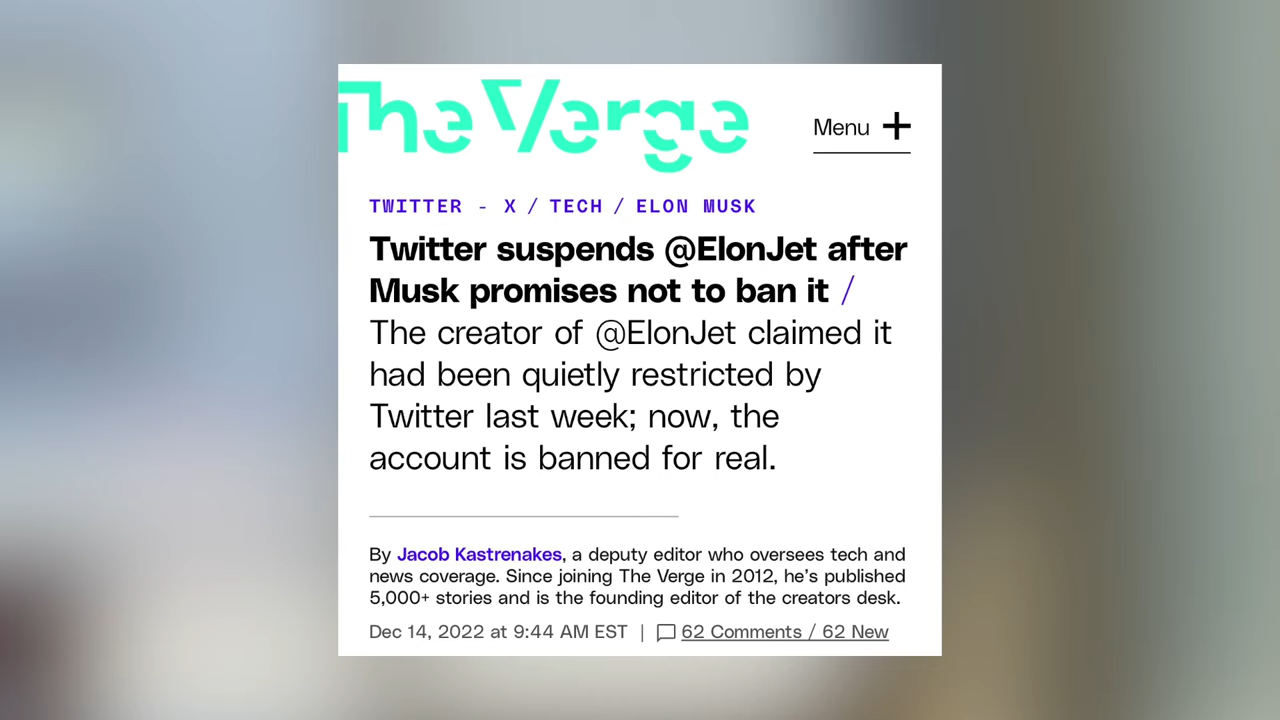 The Verge
Menu +
TWITTER - X / TECH / ELON MUSK
Twitter suspends @ElonJet after
Musk promises not to ban it /
The creator of @ElonJet claimed it
had been quietly restricted by
Twitter last week; now, the
account is banned for real.
By Jacob Kastrenakes, a deputy editor who oversees tech and
news coverage. Since joining The Verge in 2012, he’s published
5,000+ stories and is the founding editor of the creators desk.
Dec 14, 2022 at 9:44 AM EST | 62 Comments / 62 New